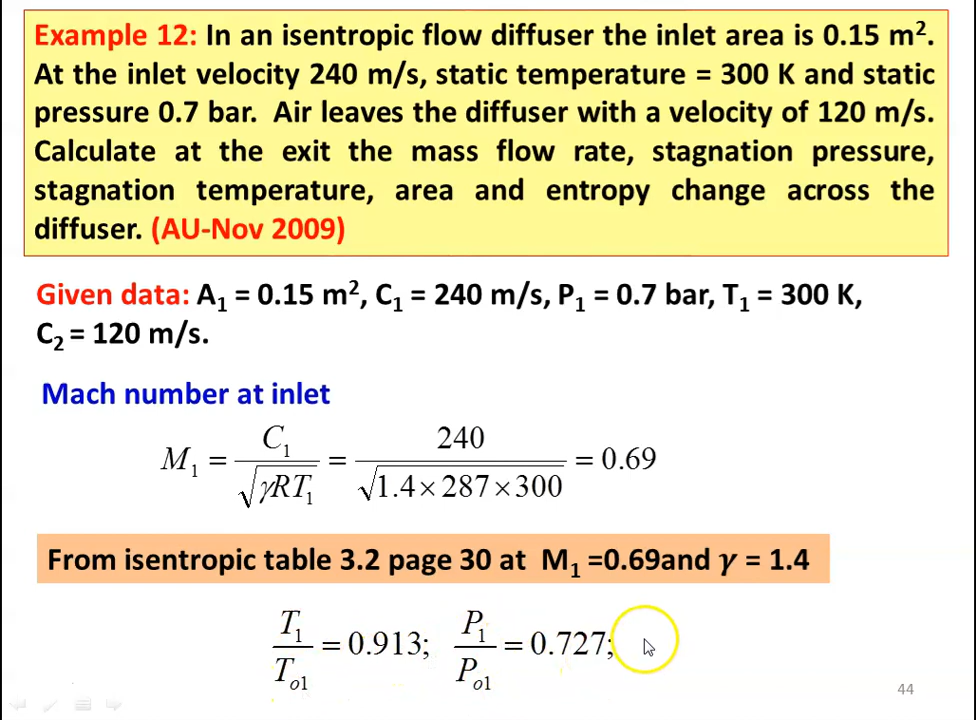 Example 12: In an isentropic flow diffuser the inlet area is 0.15 m².
At the inlet velocity 240 m/s, static temperature = 300 K and static
pressure 0.7 bar. Air leaves the diffuser with a velocity of 120 m/s.
Calculate at the exit the mass flow rate, stagnation pressure,
stagnation temperature, area and entropy change across the
diffuser. (AU-Nov 2009)
Given data: A₁ = 0.15 m², C₁ = 240 m/s, P₁ = 0.7 bar, T₁ = 300 K,
C₂ = 120 m/s.
Mach number at inlet
M₁ = C₁ / √(γRT₁) = 240 / √(1.4×287×300) = 0.69
From isentropic table 3.2 page 30 at M₁ =0.69and γ = 1.4
T₁ / Tₒ₁ = 0.913; P₁ / Pₒ₁ = 0.727;
44